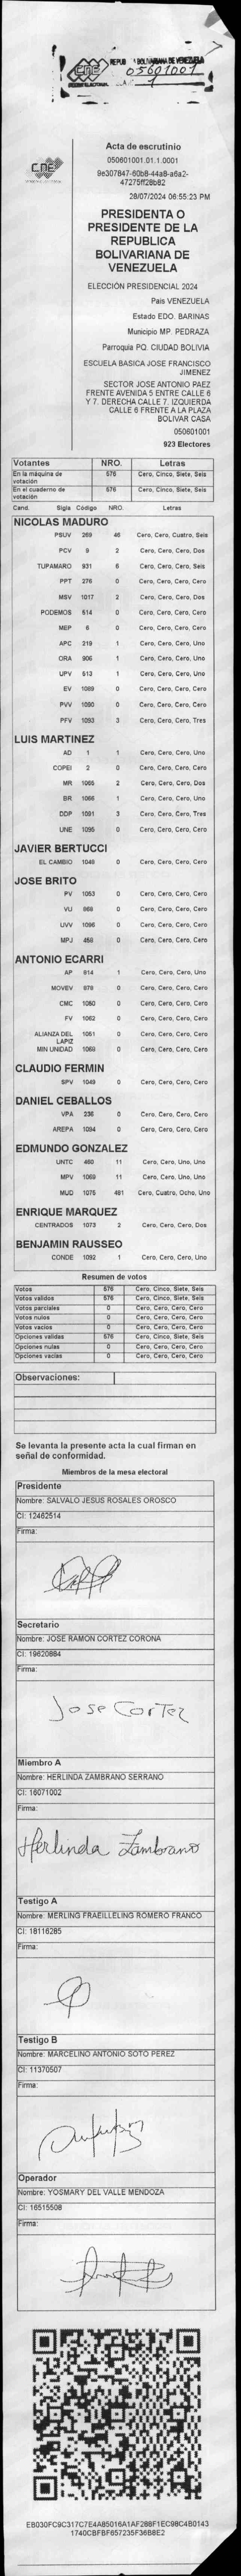 CNE
REPUB BOLIVARIANA DE VENEZUELA
05601001
1
Acta de escrutinio
050601001.01.1.0001
9e307847-60b8-44a8-a6a2-
47275ff28b82
28/07/2024 06:55:23 PM
CNE
PRESIDENTA O
PRESIDENTE DE LA
REPUBLICA
BOLIVARIANA DE
VENEZUELA
ELECCIÓN PRESIDENCIAL 2024
Pais VENEZUELA
Estado EDO. BARINAS
Municipio MP. PEDRAZA
Parroquia PQ. CIUDAD BOLIVIA
ESCUELA BASICA JOSE FRANCISCO
JIMENEZ
SECTOR JOSE ANTONIO PAEZ
FRENTE AVENIDA 5 ENTRE CALLE 6
Y 7. DERECHA CALLE 7. IZQUIERDA
CALLE 6 FRENTE A LA PLAZA
BOLIVAR CASA
050601001
923 Electores
Votantes NRO. Letras
En la máquina de votación 576 Cero, Cinco, Siete, Seis
En el cuaderno de votación 576 Cero, Cinco, Siete, Seis
Cand. Sigla Codigo NRO. Letras
NICOLAS MADURO
PSUV 269 46 Cero, Cero, Cuatro, Seis
PCV 9 2 Cero, Cero, Cero, Dos
TUPAMARO 931 6 Cero, Cero, Cero, Seis
PPT 276 0 Cero, Cero, Cero, Cero
MSV 1017 2 Cero, Cero, Cero, Dos
PODEMOS 514 0 Cero, Cero, Cero, Cero
MEP 6 0 Cero, Cero, Cero, Cero
APC 219 1 Cero, Cero, Cero, Uno
ORA 906 1 Cero, Cero, Cero, Uno
UPV 513 1 Cero, Cero, Cero, Uno
EV 1089 0 Cero, Cero, Cero, Cero
PVV 1090 0 Cero, Cero, Cero, Cero
PFV 1093 3 Cero, Cero, Cero, Tres
LUIS MARTINEZ
AD 1 1 Cero, Cero, Cero, Uno
COPEI 2 0 Cero, Cero, Cero, Cero
MR 1065 2 Cero, Cero, Cero, Dos
BR 1066 1 Cero, Cero, Cero, Uno
DDP 1091 3 Cero, Cero, Cero, Tres
UNE 1095 0 Cero, Cero, Cero, Cero
JAVIER BERTUCCI
EL CAMBIO 1048 0 Cero, Cero, Cero, Cero
JOSE BRITO
PV 1053 0 Cero, Cero, Cero, Cero
VU 868 0 Cero, Cero, Cero, Cero
UVV 1096 0 Cero, Cero, Cero, Cero
MPJ 458 0 Cero, Cero, Cero, Cero
ANTONIO ECARRI
AP 914 1 Cero, Cero, Cero, Uno
MOVEV 978 0 Cero, Cero, Cero, Cero
CMC 1050 0 Cero, Cero, Cero, Cero
FV 1062 0 Cero, Cero, Cero, Cero
ALIANZA DEL LAPIZ 1051 0 Cero, Cero, Cero, Cero
MIN UNIDAD 1068 0 Cero, Cero, Cero, Cero
CLAUDIO FERMIN
SPV 1049 0 Cero, Cero, Cero, Cero
DANIEL CEBALLOS
VPA 236 0 Cero, Cero, Cero, Cero
AREPA 1094 0 Cero, Cero, Cero, Cero
EDMUNDO GONZALEZ
UNTC 460 11 Cero, Cero, Uno, Uno
MPV 1069 11 Cero, Cero, Uno, Uno
MUD 1075 481 Cero, Cuatro, Ocho, Uno
ENRIQUE MARQUEZ
CENTRADOS 1073 2 Cero, Cero, Cero, Dos
BENJAMIN RAUSSEO
CONDE 1092 1 Cero, Cero, Cero, Uno
Resumen de votos
Votos 576 Cero, Cinco, Siete, Seis
Votos validos 576 Cero, Cinco, Siete, Seis
Votos parciales 0 Cero, Cero, Cero, Cero
Votos nulos 0 Cero, Cero, Cero, Cero
Votos vacios 0 Cero, Cero, Cero, Cero
Opciones validas 576 Cero, Cinco, Siete, Seis
Opciones nulas 0 Cero, Cero, Cero, Cero
Opciones vacias 0 Cero, Cero, Cero, Cero
Observaciones:
Se levanta la presente acta la cual firman en
señal de conformidad.
Miembros de la mesa electoral
Presidente
Nombre: SALVALO JESUS ROSALES OROSCO
CI: 12462514
Firma:
Secretario
Nombre: JOSE RAMON CORTEZ CORONA
CI: 19620884
Firma:
Jose Cortez
Miembro A
Nombre: HERLINDA ZAMBRANO SERRANO
CI: 16071002
Firma:
Herlinda Zambrano
Testigo A
Nombre: MERLING FRAEILLELING ROMERO FRANCO
CI: 18116285
Firma:
Testigo B
Nombre: MARCELINO ANTONIO SOTO PEREZ
CI: 11370507
Firma:
Operador
Nombre: YOSMARY DEL VALLE MENDOZA
CI: 16515508
Firma:
EB030FC9C317C7E4A85016A1AF288F1EC98C4B0143
1740CBFBF657235F36B8E2